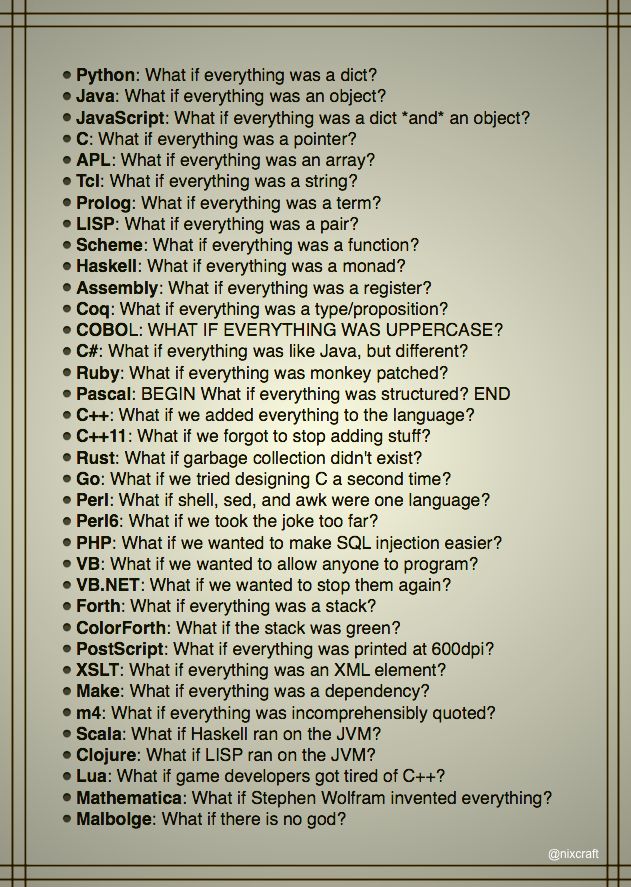 • Python: What if everything was a dict?
• Java: What if everything was an object?
• JavaScript: What if everything was a dict *and* an object?
• C: What if everything was a pointer?
• APL: What if everything was an array?
• Tcl: What if everything was a string?
• Prolog: What if everything was a term?
• LISP: What if everything was a pair?
• Scheme: What if everything was a function?
• Haskell: What if everything was a monad?
• Assembly: What if everything was a register?
• Coq: What if everything was a type/proposition?
• COBOL: WHAT IF EVERYTHING WAS UPPERCASE?
• C#: What if everything was like Java, but different?
• Ruby: What if everything was monkey patched?
• Pascal: BEGIN What if everything was structured? END
• C++: What if we added everything to the language?
• C++11: What if we forgot to stop adding stuff?
• Rust: What if garbage collection didn't exist?
• Go: What if we tried designing C a second time?
• Perl: What if shell, sed, and awk were one language?
• Perl6: What if we took the joke too far?
• PHP: What if we wanted to make SQL injection easier?
• VB: What if we wanted to allow anyone to program?
• VB.NET: What if we wanted to stop them again?
• Forth: What if everything was a stack?
• ColorForth: What if the stack was green?
• PostScript: What if everything was printed at 600dpi?
• XSLT: What if everything was an XML element?
• Make: What if everything was a dependency?
• m4: What if everything was incomprehensibly quoted?
• Scala: What if Haskell ran on the JVM?
• Clojure: What if LISP ran on the JVM?
• Lua: What if game developers got tired of C++?
• Mathematica: What if Stephen Wolfram invented everything?
• Malbolge: What if there is no god?
@nixcraft